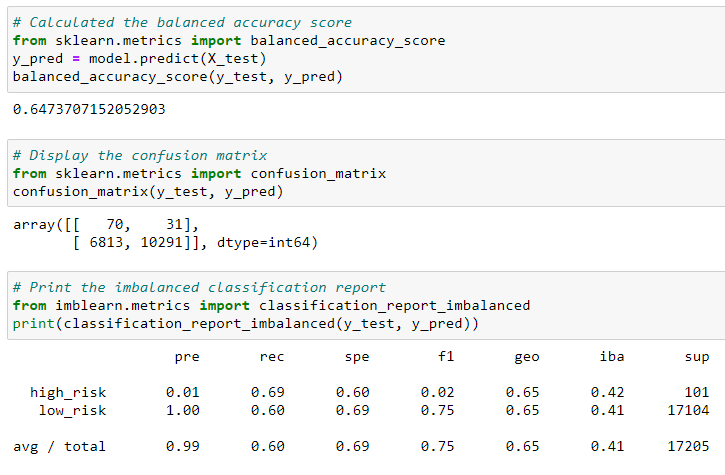 # Calculated the balanced accuracy score
from sklearn.metrics import balanced_accuracy_score
y_pred = model.predict(X_test)
balanced_accuracy_score(y_test, y_pred)
0.6473707152052903
# Display the confusion matrix
from sklearn.metrics import confusion_matrix
confusion_matrix(y_test, y_pred)
array([[   70,    31],
       [ 6813, 10291]], dtype=int64)
# Print the imbalanced classification report
from imblearn.metrics import classification_report_imbalanced
print(classification_report_imbalanced(y_test, y_pred))
                   pre       rec       spe        f1       geo       iba       sup
  high_risk       0.01      0.69      0.60      0.02      0.65      0.42       101
   low_risk       1.00      0.60      0.69      0.75      0.65      0.41     17104
avg / total       0.99      0.60      0.69      0.75      0.65      0.41     17205